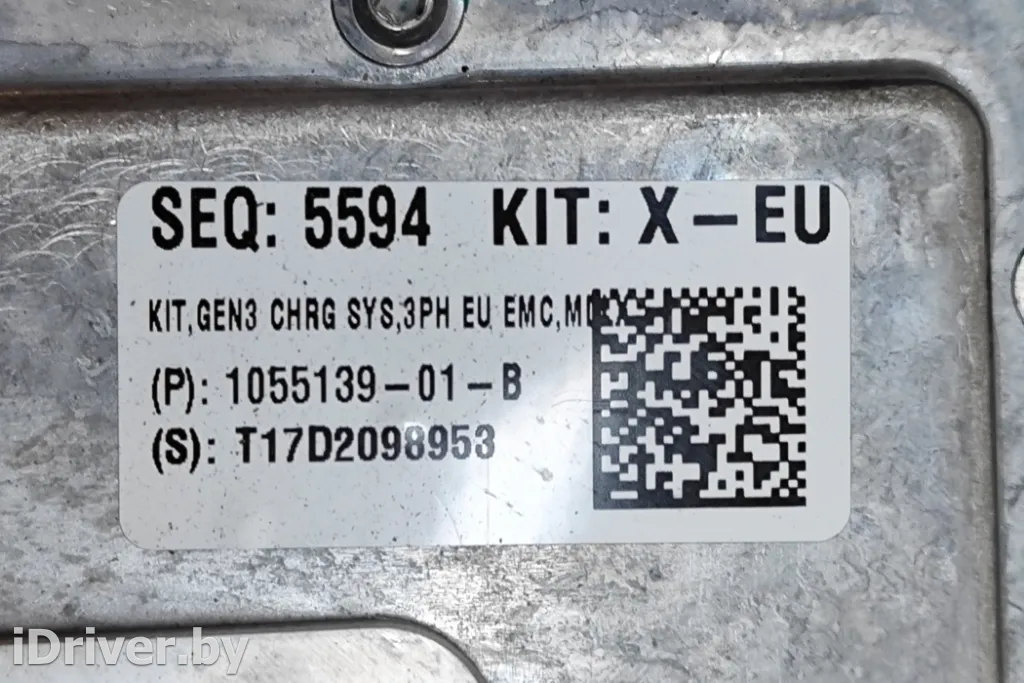 SEQ: 5594 KIT: X-EU
KIT,GEN3 CHRG SYS,3PH EU EMC,
(P): 1055139-01-B
(S): T17D2098953
iDriver.by